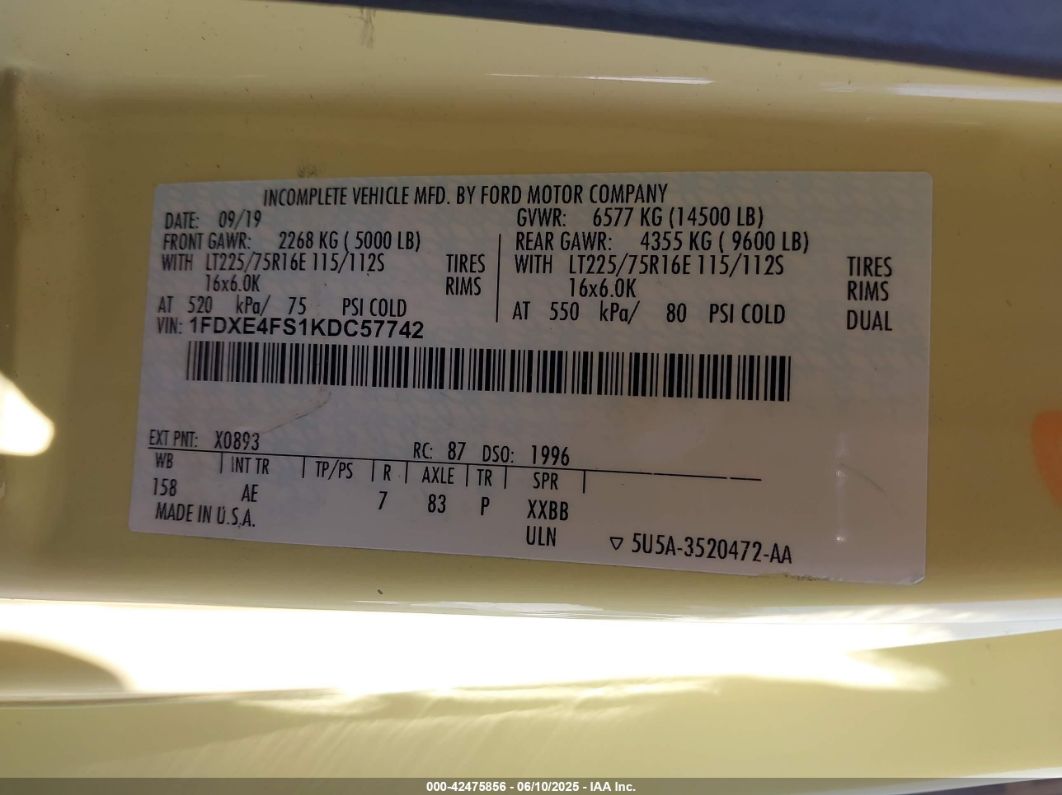 INCOMPLETE VEHICLE MFD. BY FORD MOTOR COMPANY
DATE: 09/19 GVWR: 6577 KG (14500 LB)
FRONT GAWR: 2268 KG ( 5000 LB) REAR GAWR: 4355 KG ( 9600 LB)
WITH LT225/75R16E 115/112S TIRES WITH LT225/75R16E 115/112S TIRES
16x6.0K RIMS 16x6.0K RIMS
AT 520 kPa/ 75 PSI COLD AT 550 kPa/ 80 PSI COLD DUAL
VIN: 1FDXE4FS1KDC57742
EXT PNT: X0893 RC: 87 DSO: 1996
WB INT TR TP/PS R AXLE TR SPR
158 AE 7 83 P XXBB
MADE IN U.S.A. ULN ▽ 5U5A-3520472-AA
000-42475856 - 06/10/2025 - IAA Inc.